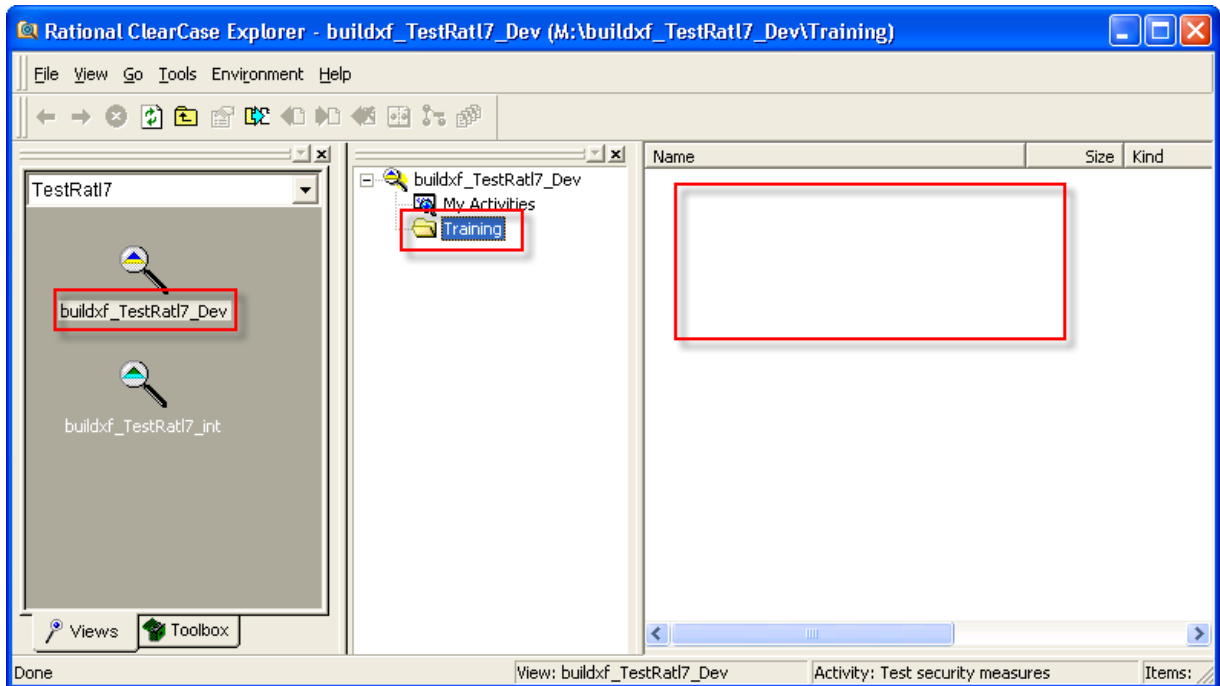 Rational ClearCase Explorer - buildxf_TestRatl7_Dev (M:\buildxf_TestRatl7_Dev\Training)
File View Go Tools Environment Help
TestRatl7
buildxf_TestRatl7_Dev
buildxf_TestRatl7_int
Views Toolbox
buildxf_TestRatl7_Dev
My Activities
Training
Name Size Kind
Done View: buildxf_TestRatl7_Dev Activity: Test security measures Items: